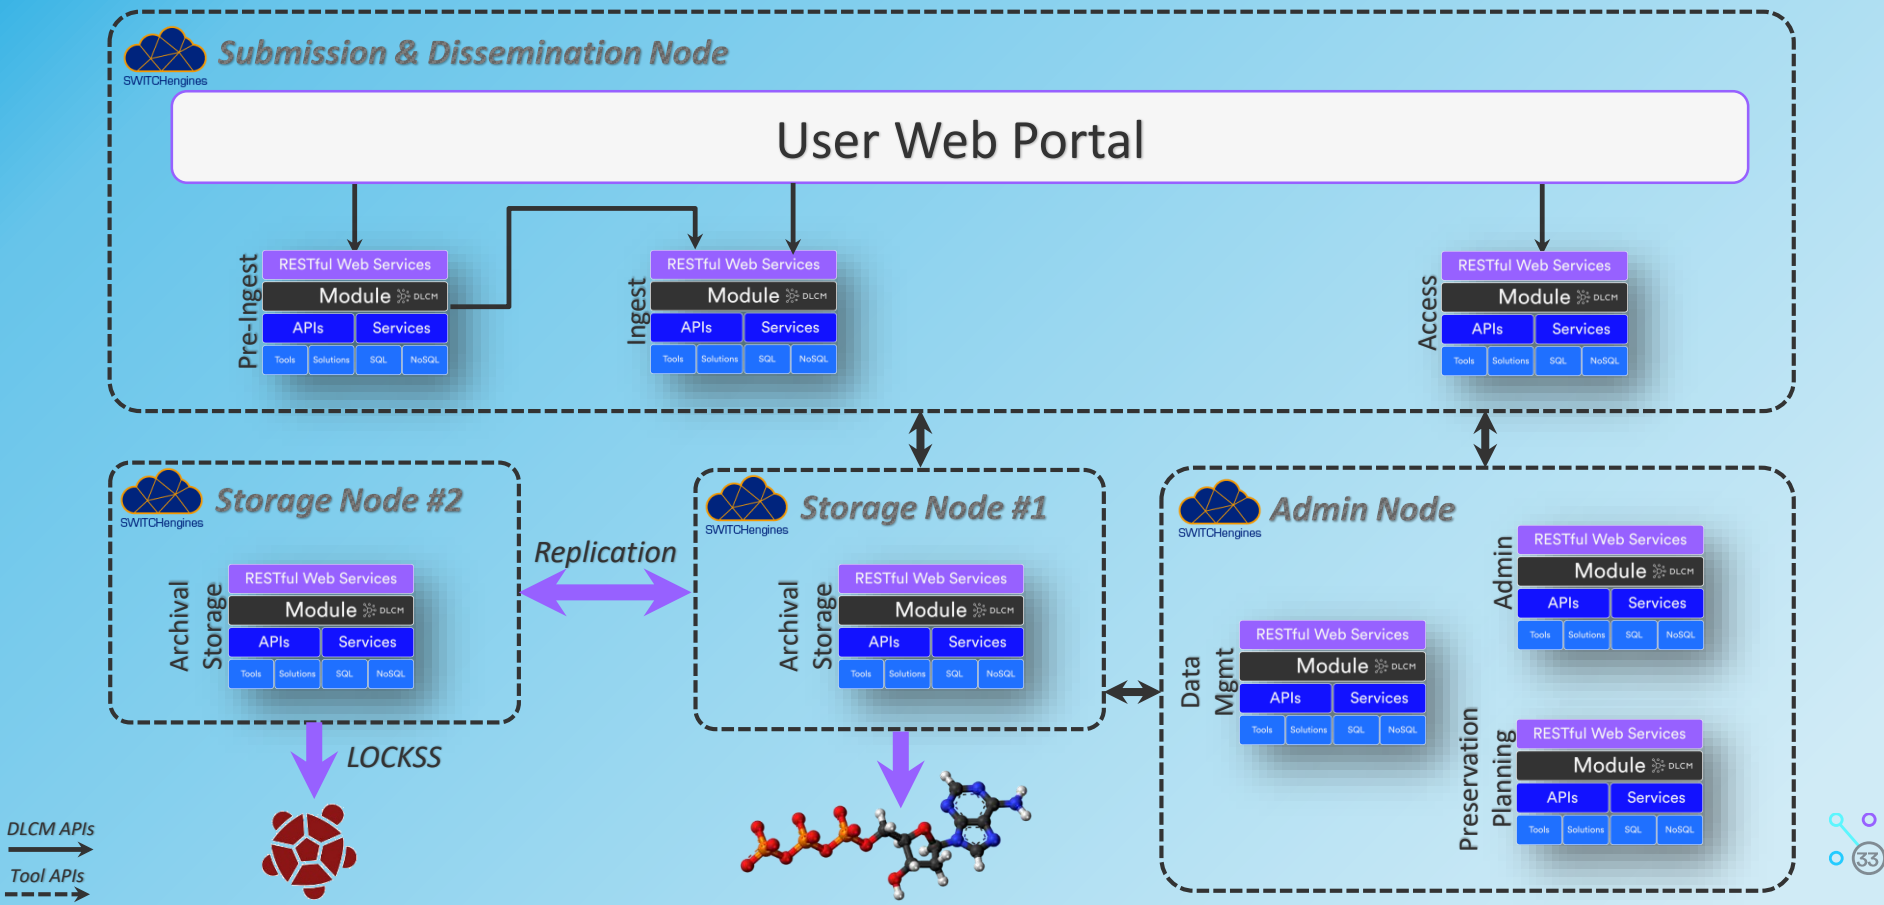 SWITCHengines
Submission & Dissemination Node
User Web Portal
Pre-Ingest
RESTful Web Services
Module DLCM
APIs Services
Tools Solutions SQL NoSQL
Ingest
RESTful Web Services
Module DLCM
APIs Services
Tools Solutions SQL NoSQL
Access
RESTful Web Services
Module DLCM
APIs Services
Tools Solutions SQL NoSQL
SWITCHengines
Storage Node #2
Archival
Storage
RESTful Web Services
Module DLCM
APIs Services
Tools Solutions SQL NoSQL
LOCKSS
Replication
SWITCHengines
Storage Node #1
Archival
Storage
RESTful Web Services
Module DLCM
APIs Services
Tools Solutions SQL NoSQL
SWITCHengines
Admin Node
Admin
RESTful Web Services
Module DLCM
APIs Services
Tools Solutions SQL NoSQL
Data
Mgmt
RESTful Web Services
Module DLCM
APIs Services
Tools Solutions SQL NoSQL
Preservation
Planning
RESTful Web Services
Module DLCM
APIs Services
Tools Solutions SQL NoSQL
DLCM APIs
Tool APIs
33